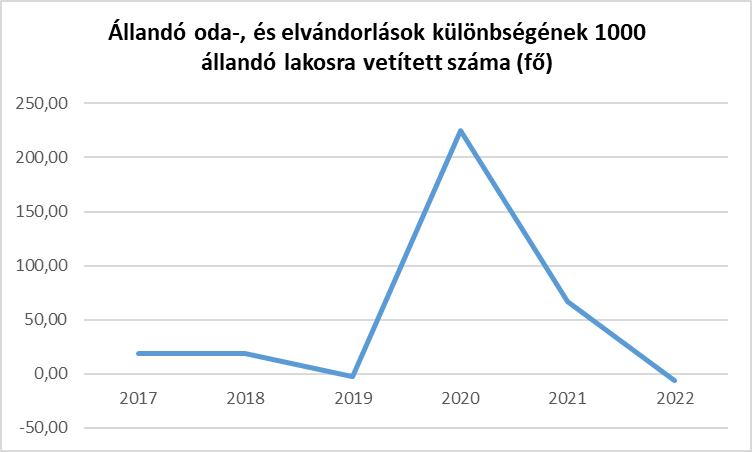 Állandó oda-, és elvándorlások különbségének 1000
állandó lakosra vetített száma (fő)
250,00
200,00
150,00
100,00
50,00
0,00
-50,00
2017 2018 2019 2020 2021 2022